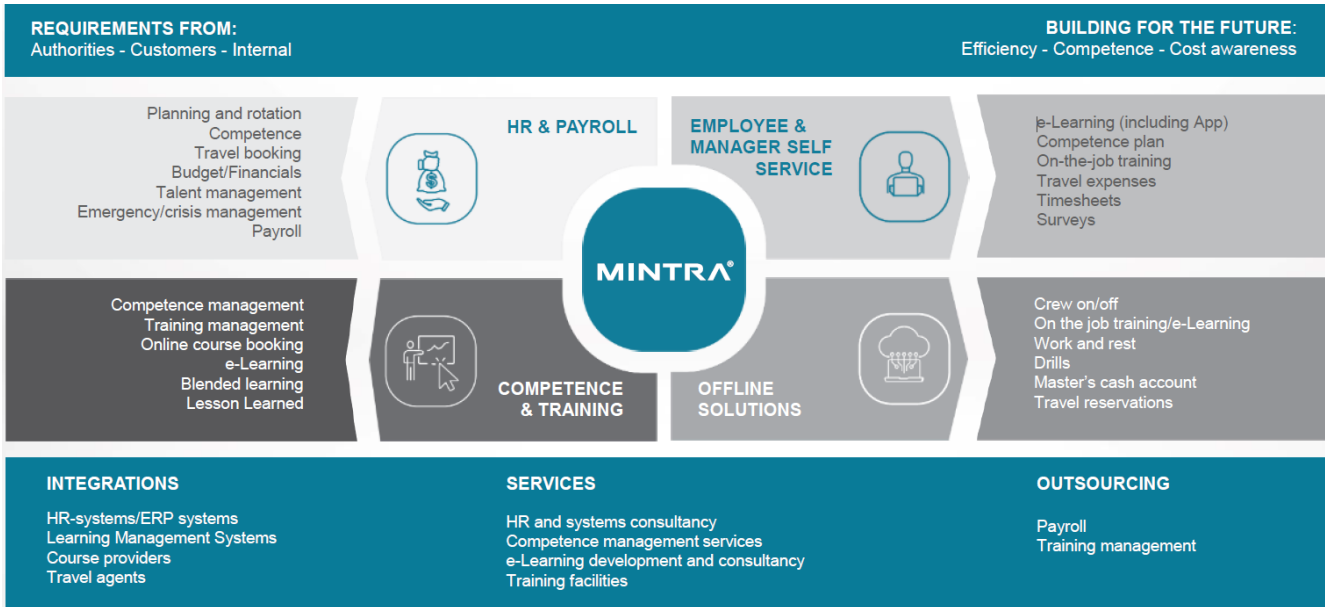 REQUIREMENTS FROM:
Authorities - Customers - Internal
BUILDING FOR THE FUTURE:
Efficiency - Competence - Cost awareness
Planning and rotation
Competence
Travel booking
Budget/Financials
Talent management
Emergency/crisis management
Payroll
HR & PAYROLL
EMPLOYEE &
MANAGER SELF
SERVICE
e-Learning (including App)
Competence plan
On-the-job training
Travel expenses
Timesheets
Surveys
MINTRA®
Competence management
Training management
Online course booking
e-Learning
Blended learning
Lesson Learned
COMPETENCE
& TRAINING
OFFLINE
SOLUTIONS
Crew on/off
On the job training/e-Learning
Work and rest
Drills
Master's cash account
Travel reservations
INTEGRATIONS
HR-systems/ERP systems
Learning Management Systems
Course providers
Travel agents
SERVICES
HR and systems consultancy
Competence management services
e-Learning development and consultancy
Training facilities
OUTSOURCING
Payroll
Training management